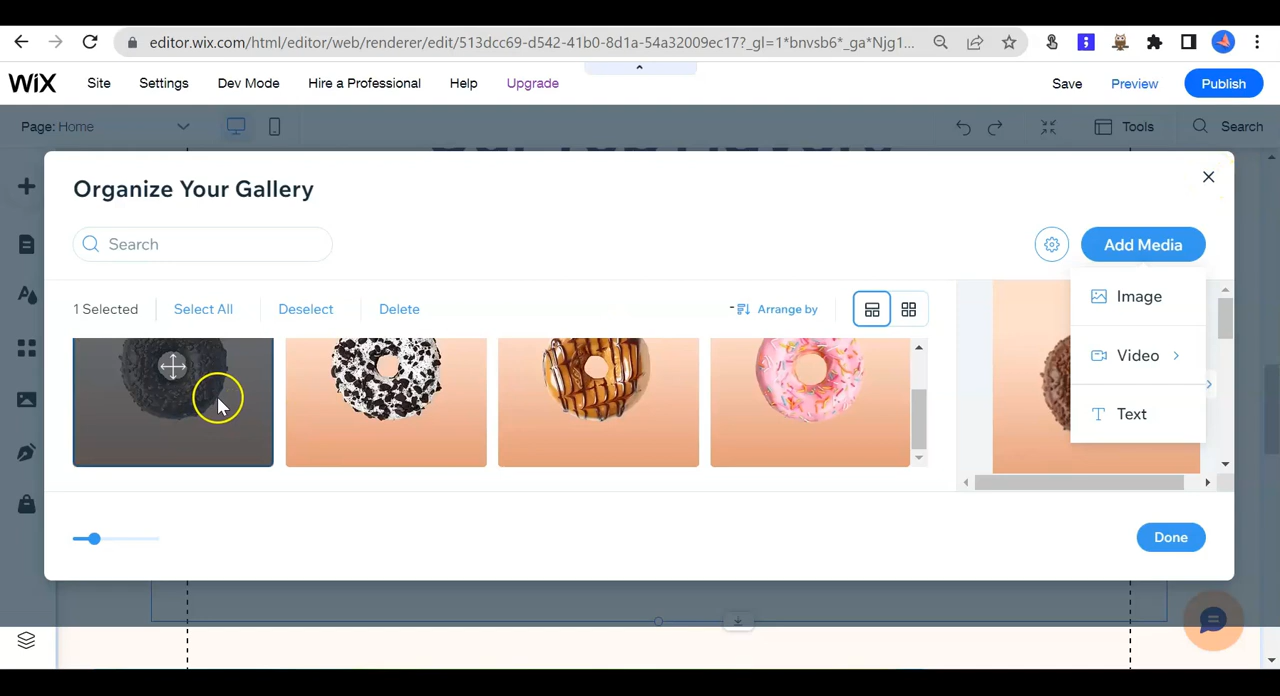 editor.wix.com/html/editor/web/renderer/edit/513dcc69-d542-41b0-8d1a-54a32009ec17?_gl=1*bnvsb6*_ga*Njg1...
WiX
Site
Settings
Dev Mode
Hire a Professional
Help
Upgrade
Save
Preview
Publish
Page: Home
Tools
Search
Organize Your Gallery
Search
Add Media
1 Selected
Select All
Deselect
Delete
Arrange by
Image
Video
Text
Done